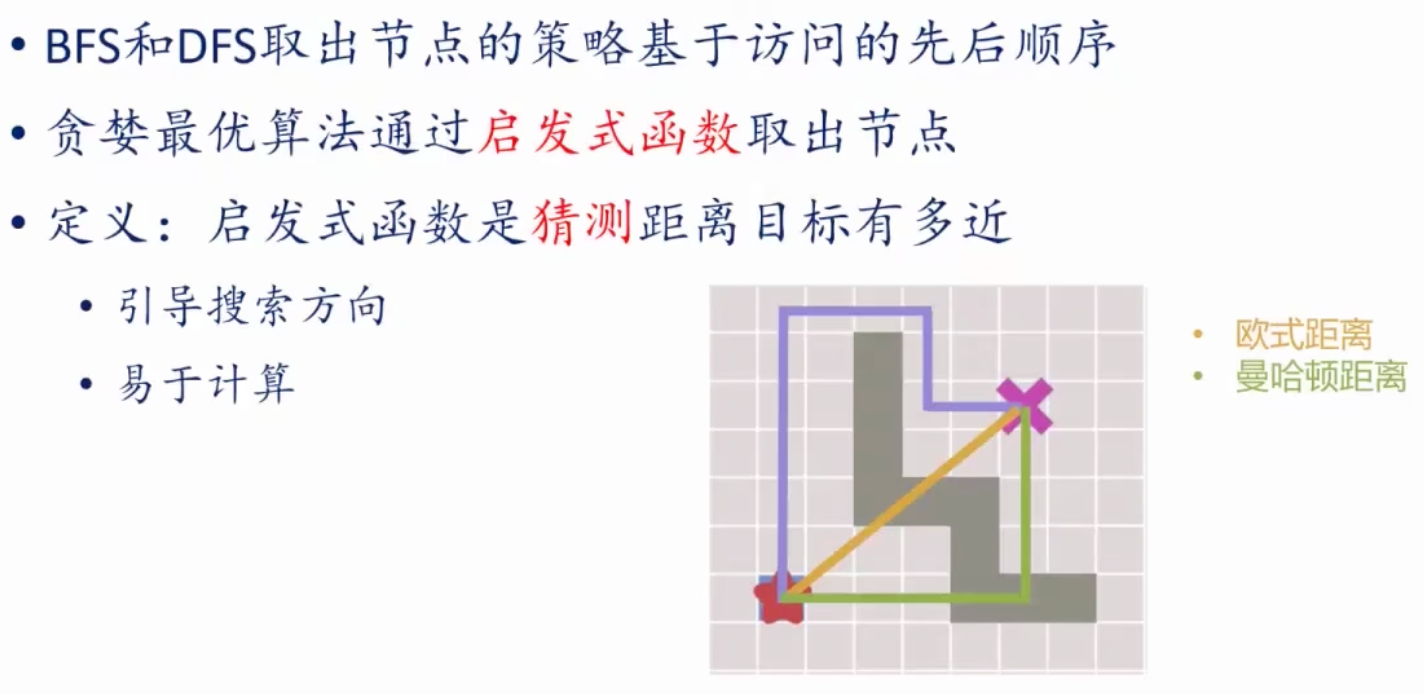 • BFS和DFS取出节点的策略基于访问的先后顺序
• 贪婪最优算法通过启发式函数取出节点
• 定义：启发式函数是猜测距离目标有多近
• 引导搜索方向
• 易于计算
• 欧式距离
• 曼哈顿距离